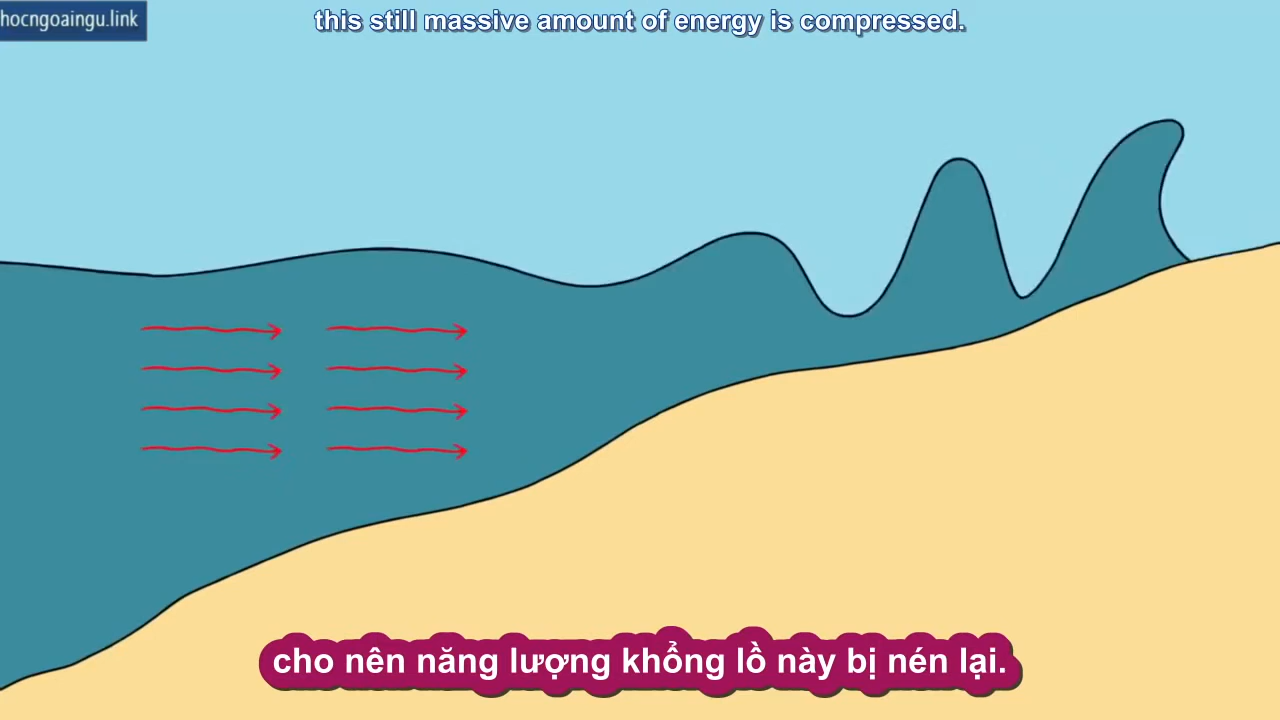 hocngoaingu.link
this still massive amount of energy is compressed.
cho nên năng lượng khổng lồ này bị nén lại.